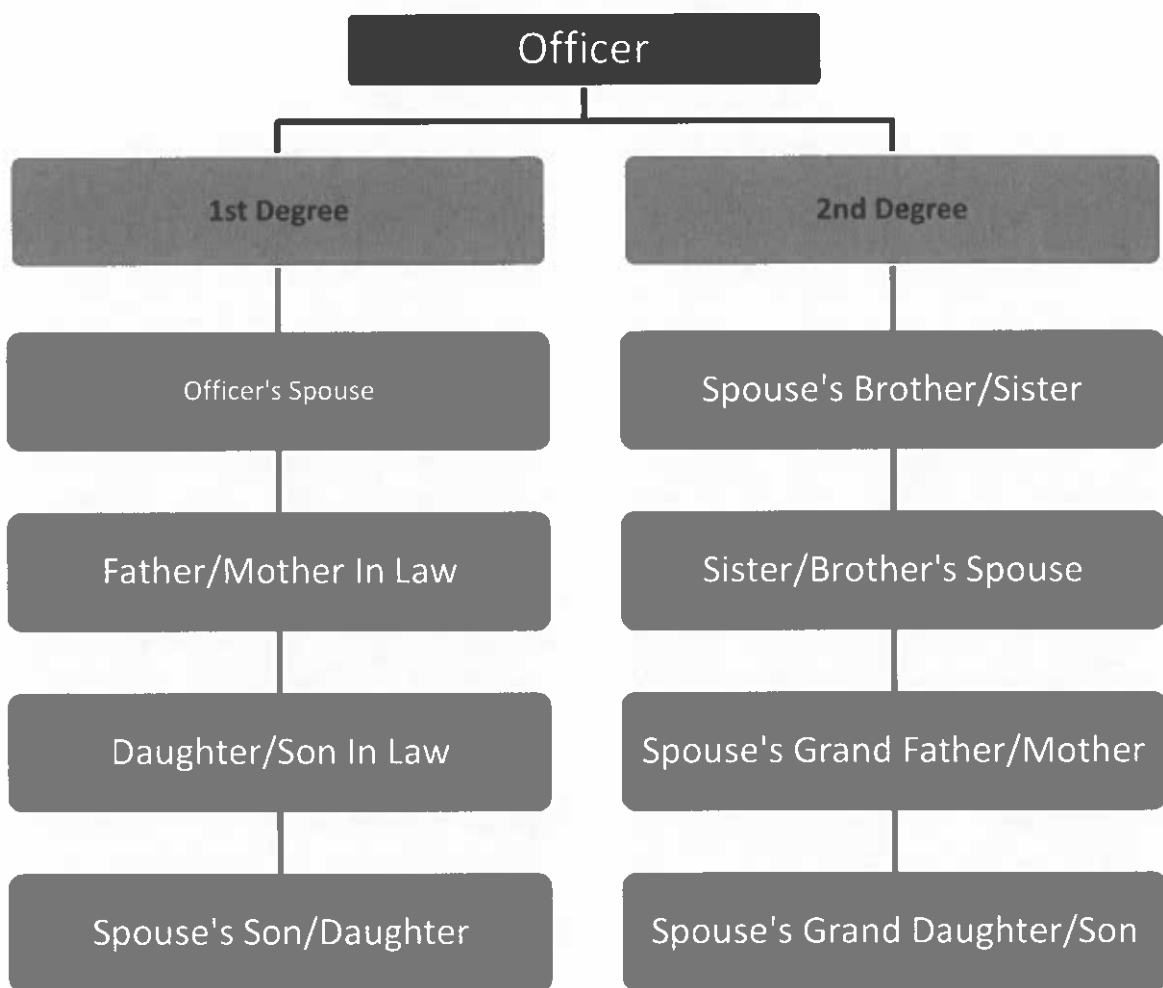 Officer
1st Degree
2nd Degree
Officer's Spouse
Spouse's Brother/Sister
Father/Mother In Law
Sister/Brother's Spouse
Daughter/Son In Law
Spouse's Grand Father/Mother
Spouse's Son/Daughter
Spouse's Grand Daughter/Son